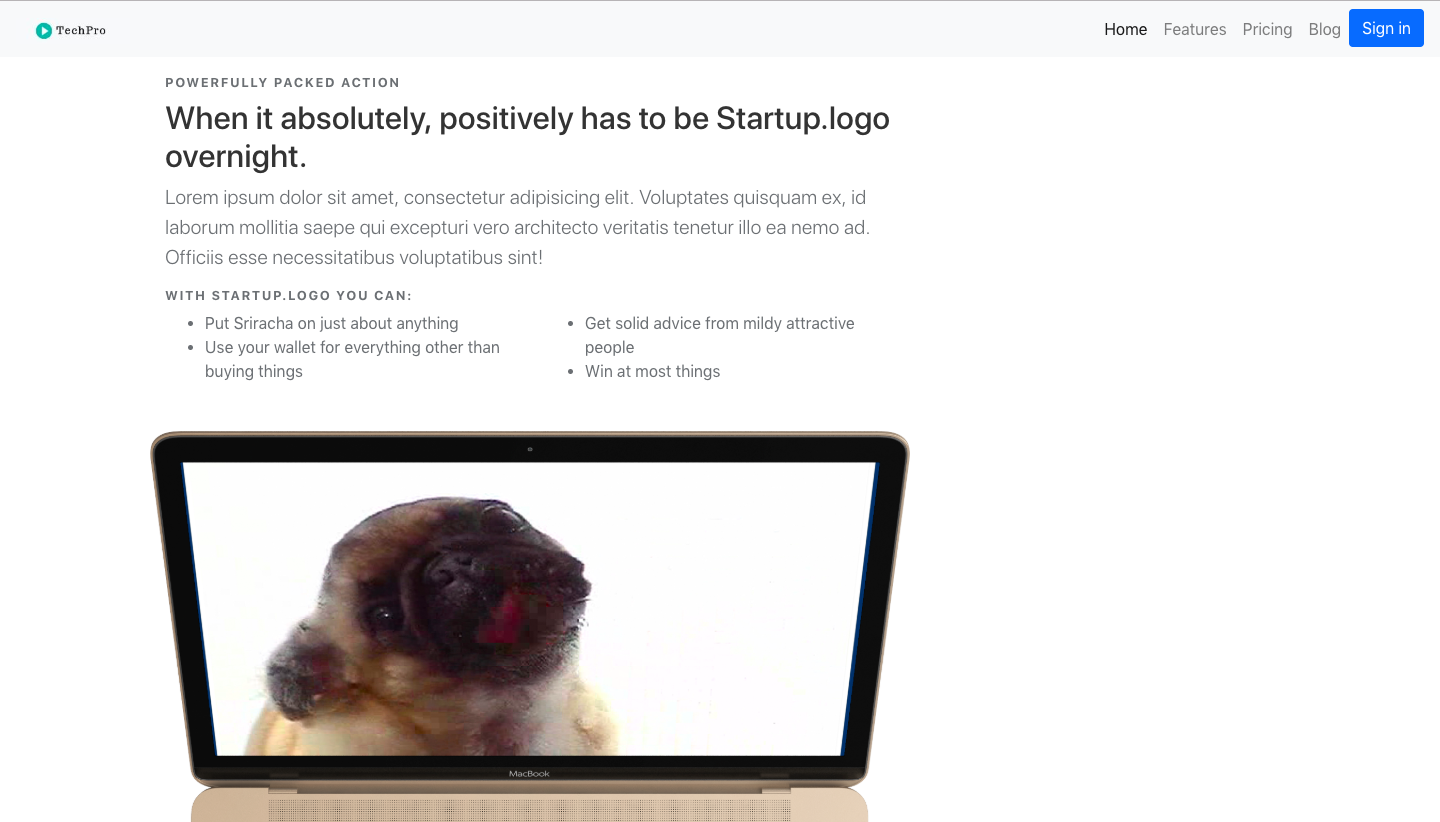 TechPro
Home Features Pricing Blog Sign in
POWERFULLY PACKED ACTION
When it absolutely, positively has to be Startup.logo
overnight.
Lorem ipsum dolor sit amet, consectetur adipisicing elit. Voluptates quisquam ex, id
laborum mollitia saepe qui excepturi vero architecto veritatis tenetur illo ea nemo ad.
Officiis esse necessitatibus voluptatibus sint!
WITH STARTUP.LOGO YOU CAN:
• Put Sriracha on just about anything
• Use your wallet for everything other than
buying things
• Get solid advice from mildy attractive
people
• Win at most things
MacBook